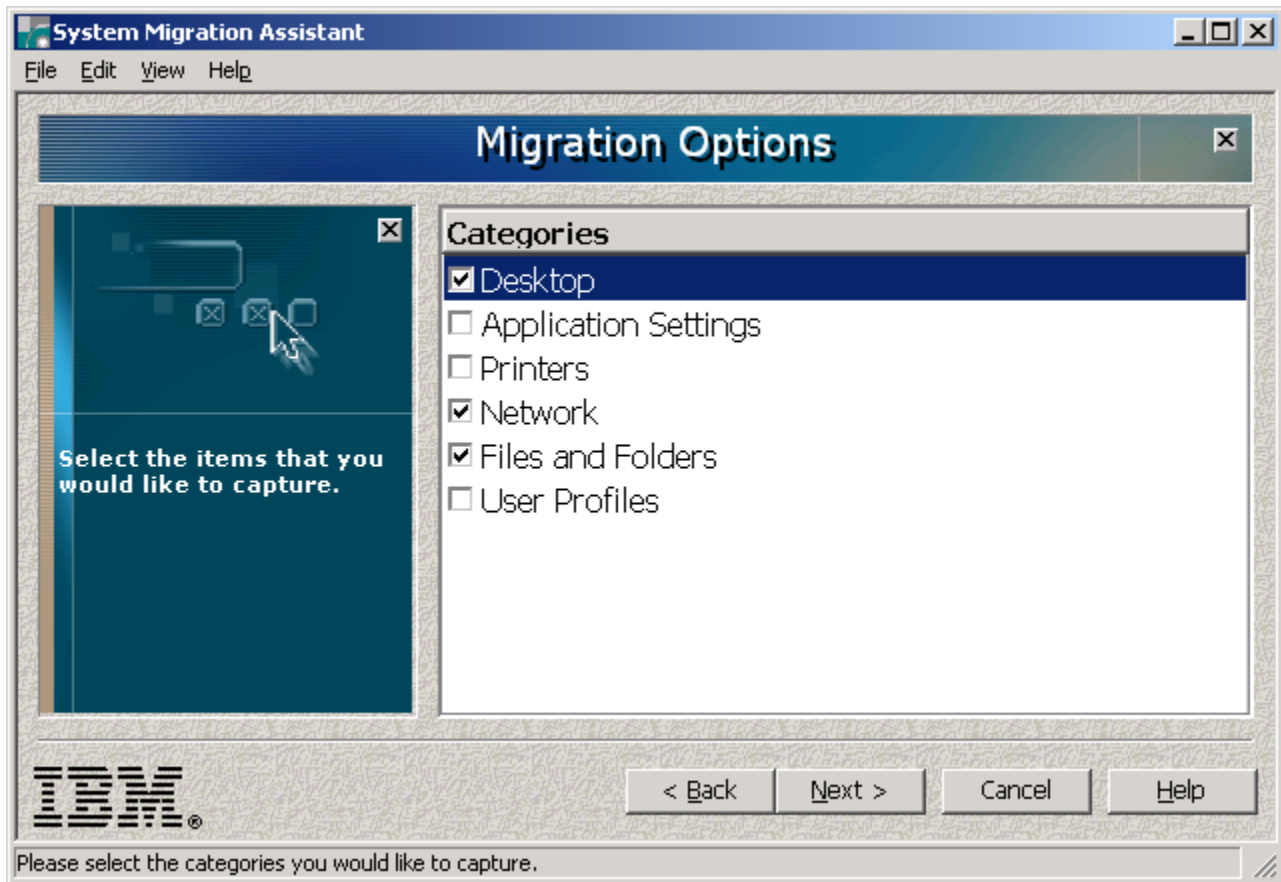 System Migration Assistant
File Edit View Help
Migration Options
Select the items that you
would like to capture.
Categories
Desktop
Application Settings
Printers
Network
Files and Folders
User Profiles
IBM®
< Back Next > Cancel Help
Please select the categories you would like to capture.